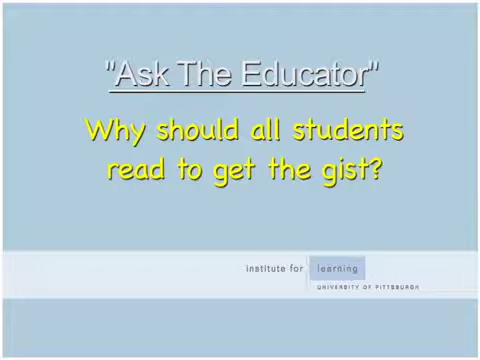 "Ask The Educator"
Why should all students
read to get the gist?
institute for learning
UNIVERSITY OF PITTSBURGH